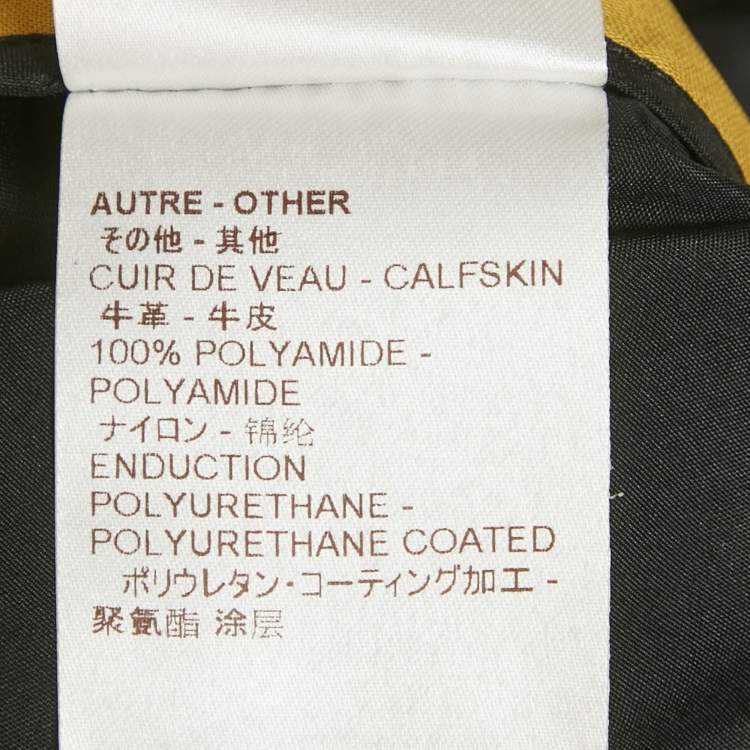 AUTRE - OTHER
その他 - 其他
CUIR DE VEAU - CALFSKIN
牛革 - 牛皮
100% POLYAMIDE -
POLYAMIDE
ナイロン - 锦纶
ENDUCTION
POLYURETHANE -
POLYURETHANE COATED
ポリウレタン・コーティング加工 -
聚氨酯 涂层